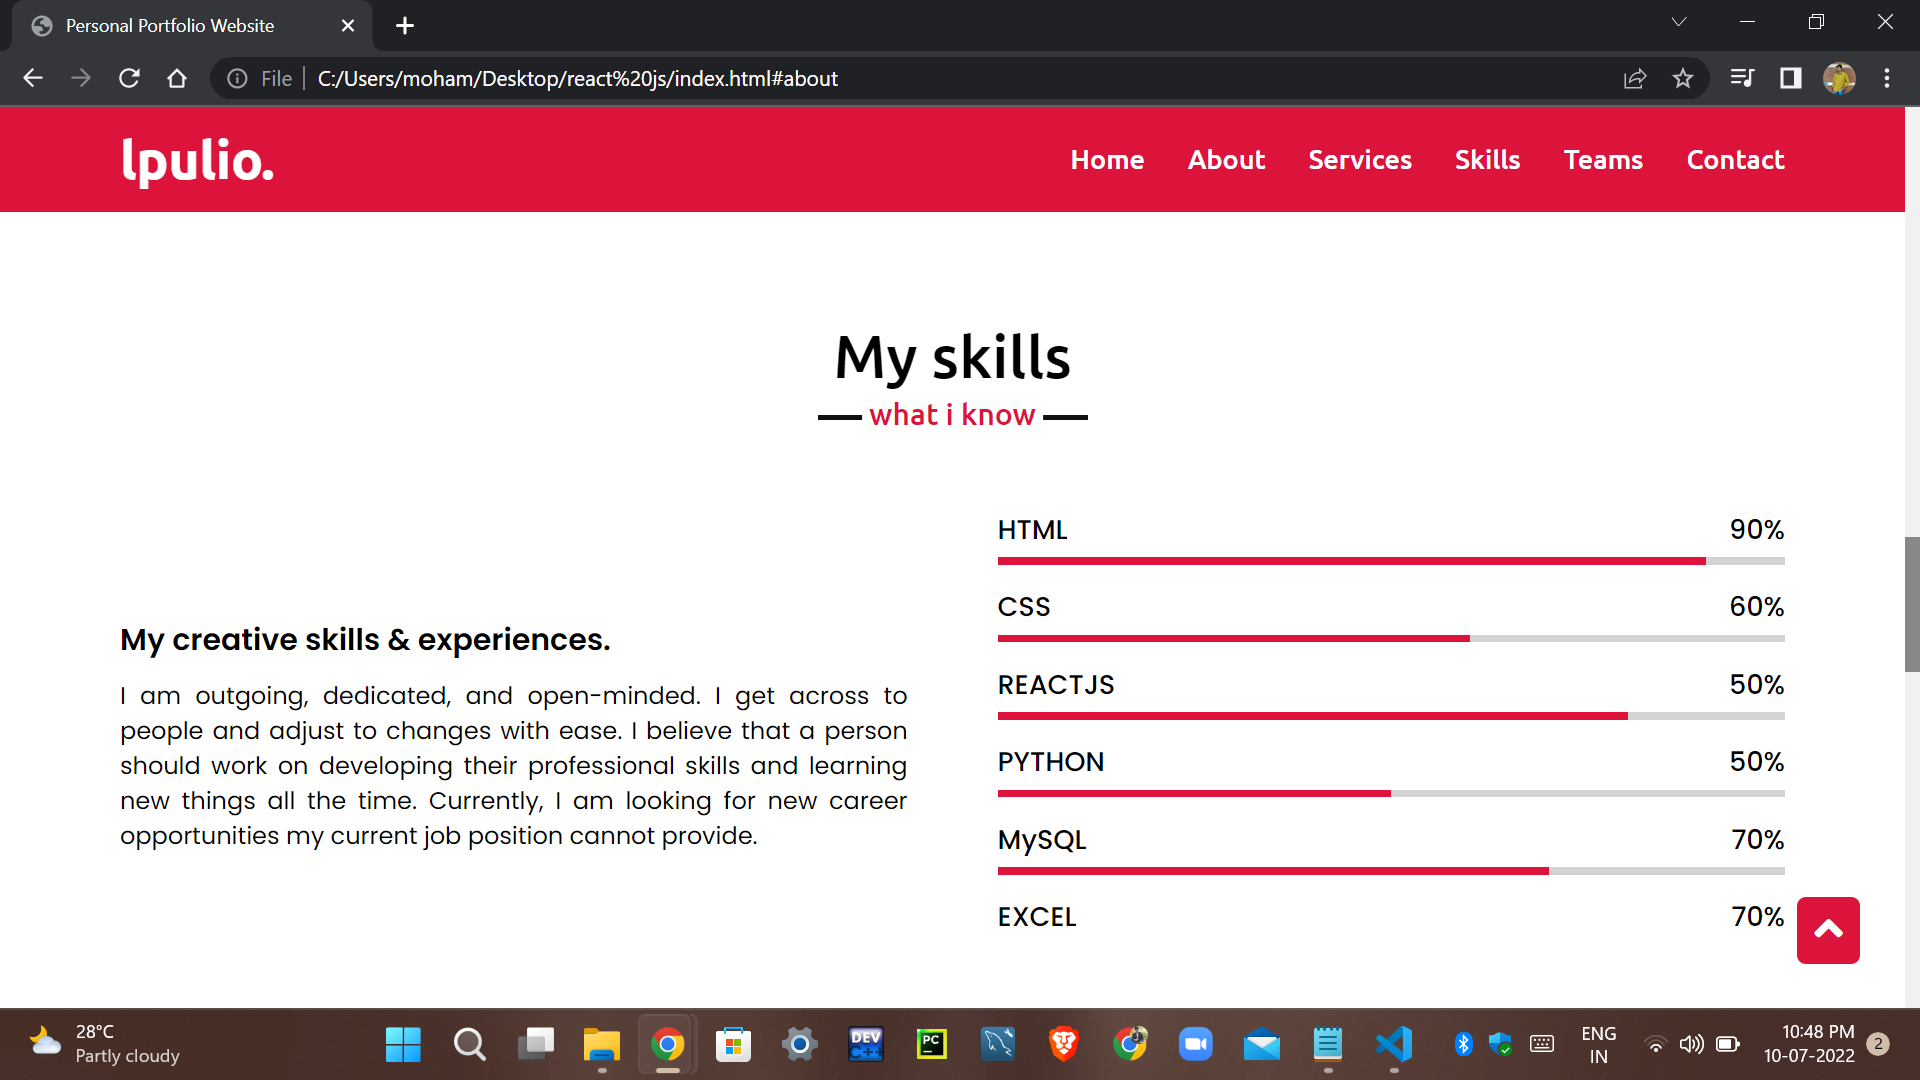 Personal Portfolio Website
File
C:/Users/moham/Desktop/react%20js/index.html#about
lpulio.
Home About Services Skills Teams Contact
My skills
what i know
My creative skills & experiences.
I am outgoing, dedicated, and open-minded. I get across to
people and adjust to changes with ease. I believe that a person
should work on developing their professional skills and learning
new things all the time. Currently, I am looking for new career
opportunities my current job position cannot provide.
HTML 90%
CSS 60%
REACTJS 50%
PYTHON 50%
MySQL 70%
EXCEL 70%
28°C
Partly cloudy
DEV
C++
PC
ENG
IN
10:48 PM
10-07-2022
2